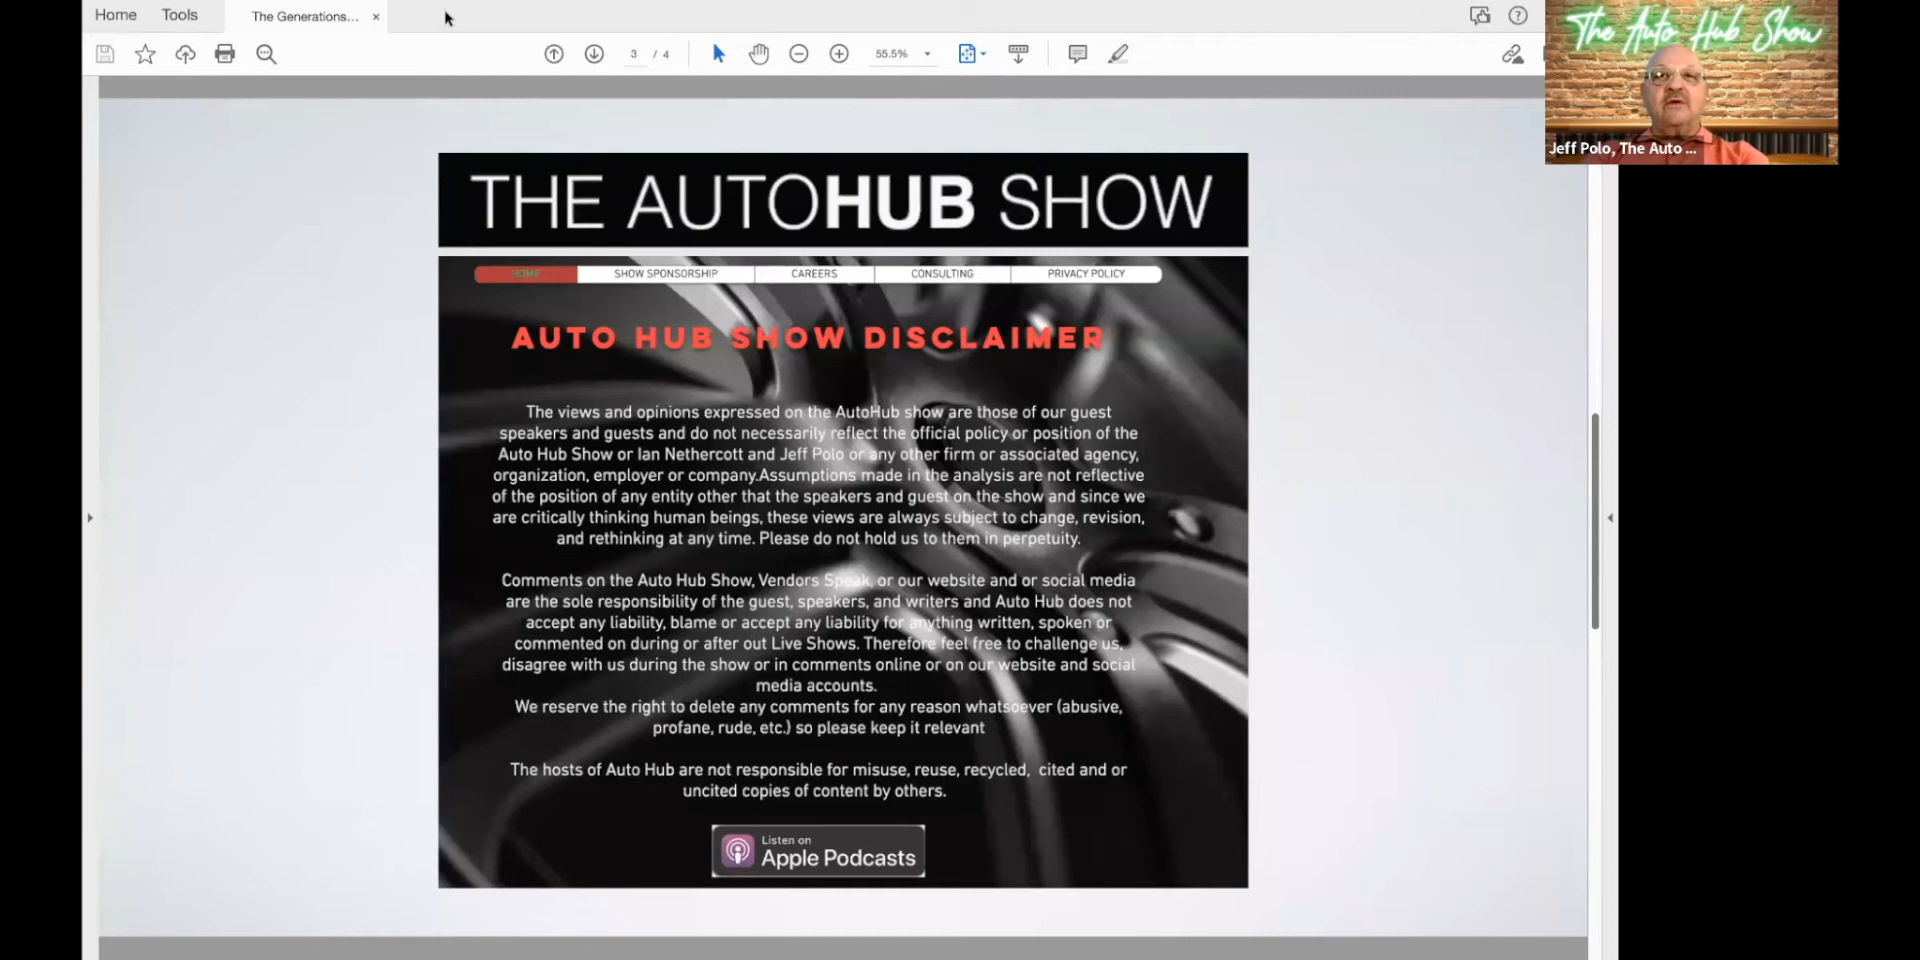 Home Tools The Generations... ×
3 / 4 55.5%
The Auto Hub Show
Jeff Polo, The Auto ...
THE AUTOHUB SHOW
HOME SHOW SPONSORSHIP CAREERS CONSULTING PRIVACY POLICY
AUTO HUB SHOW DISCLAIMER
The views and opinions expressed on the AutoHub show are those of our guest
speakers and guests and do not necessarily reflect the official policy or position of the
Auto Hub Show or Ian Nethercott and Jeff Polo or any other firm or associated agency,
organization, employer or company.Assumptions made in the analysis are not reflective
of the position of any entity other that the speakers and guest on the show and since we
are critically thinking human beings, these views are always subject to change, revision,
and rethinking at any time. Please do not hold us to them in perpetuity.
Comments on the Auto Hub Show, Vendors Speak, or our website and or social media
are the sole responsibility of the guest, speakers, and writers and Auto Hub does not
accept any liability, blame or accept any liability for anything written, spoken or
commented on during or after out Live Shows. Therefore feel free to challenge us,
disagree with us during the show or in comments online or on our website and social
media accounts.
We reserve the right to delete any comments for any reason whatsoever (abusive,
profane, rude, etc.) so please keep it relevant
The hosts of Auto Hub are not responsible for misuse, reuse, recycled, cited and or
uncited copies of content by others.
Listen on
Apple Podcasts